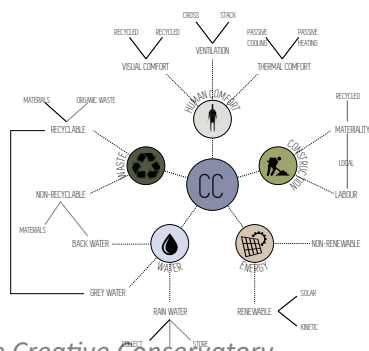 CROSS STACK
RECYCLED RECYCLED
VENTILATION
PASSIVE COOLING
PASSIVE HEATING
VISUAL COMFORT
THERMAL COMFORT
HUMAN COMFORT
MATERIALS ORGANIC WASTE
RECYCLABLE
WASTE
NON-RECYCLABLE
MATERIALS
CC
CONSTRUCTION
RECYCLED
MATERIALITY
LOCAL
LABOUR
BACK WATER
WATER
GREY WATER
RAIN WATER
COLLECT STORE
ENERGY
NON-RENEWABLE
RENEWABLE
SOLAR
KINETIC
Creative Conservatory